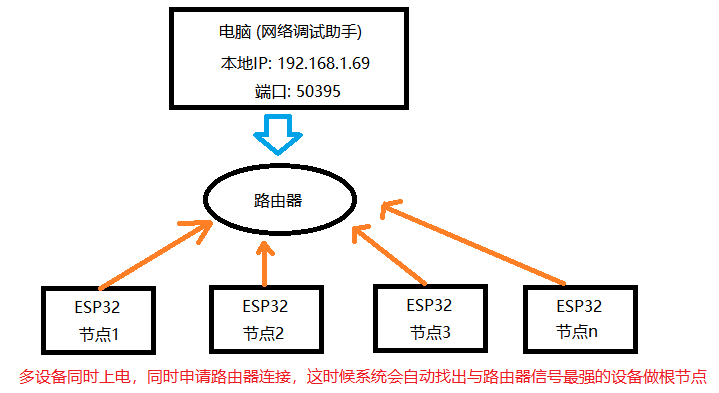 电脑 (网络调试助手)
本地IP: 192.168.1.69
端口: 50395
路由器
ESP32
节点1
ESP32
节点2
ESP32
节点3
ESP32
节点n
多设备同时上电，同时申请路由器连接，这时候系统会自动找出与路由器信号最强的设备做根节点